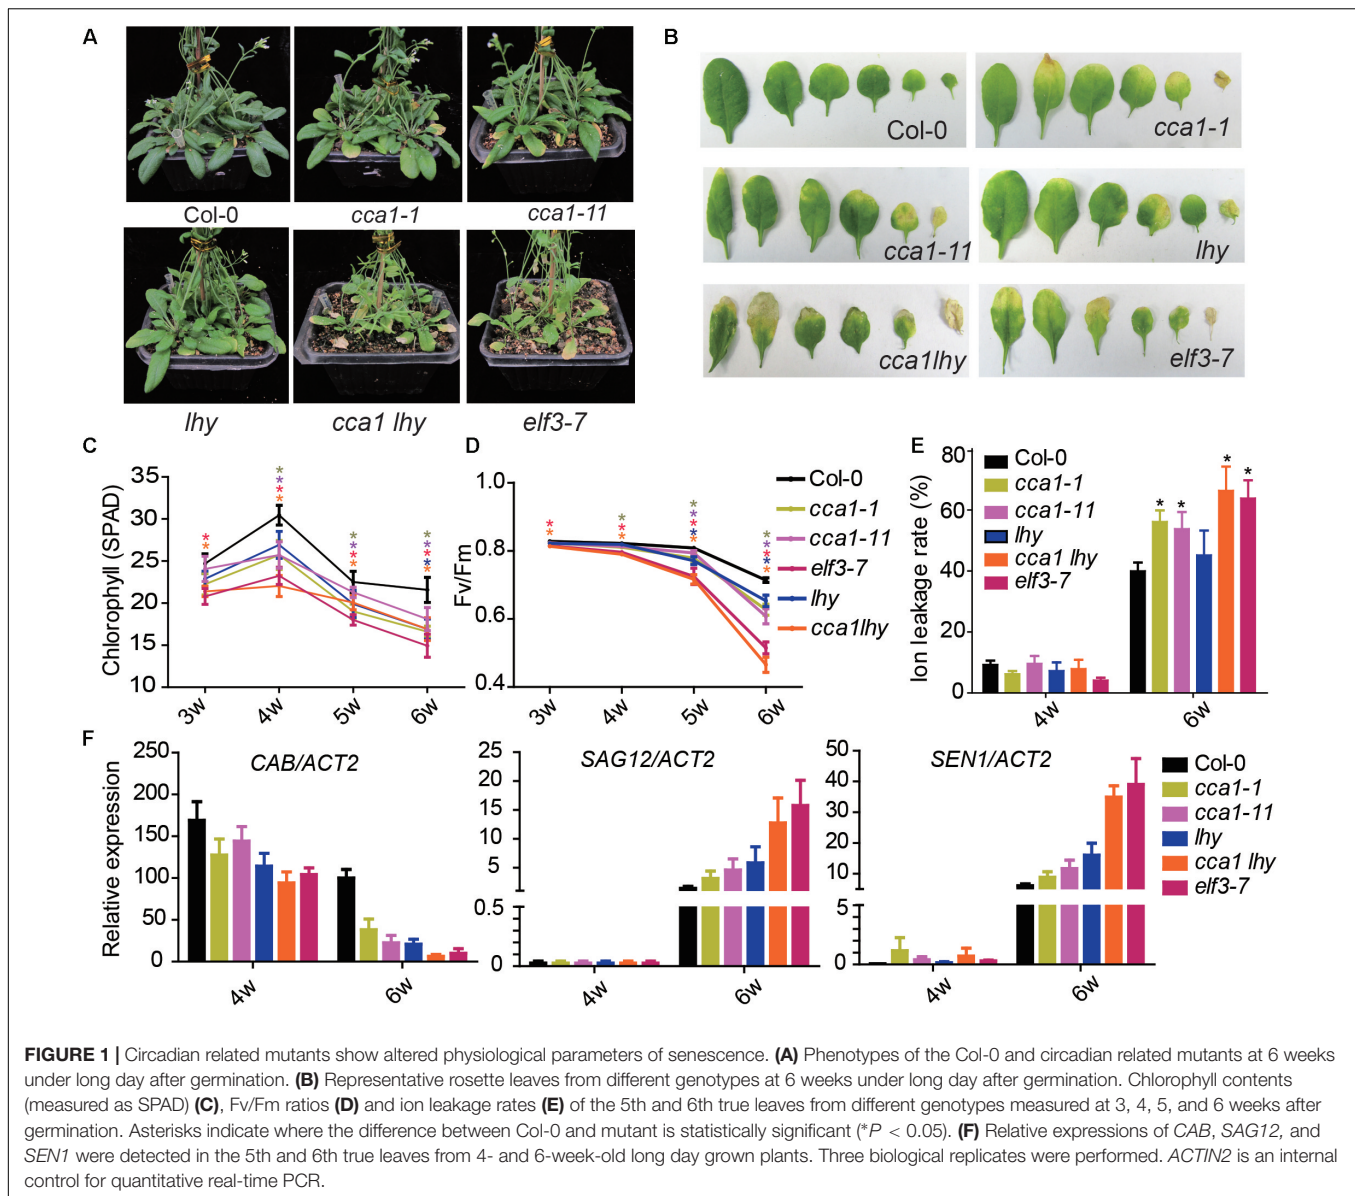 A
Col-0
cca1-1
cca1-11
lhy
cca1 lhy
elf3-7
B
Col-0
cca1-1
cca1-11
lhy
cca1lhy
elf3-7
C
Chlorophyll (SPAD)
35
30
25
20
15
10
* * * * * * * * * * * * * * * *
3w
4w
5w
6w
D
Fv/Fm
1.0
0.8
0.6
0.4
* * * * * * * * * * * * * * *
3w
4w
5w
6w
Col-0
cca1-1
cca1-11
elf3-7
lhy
cca1lhy
E
Ion leakage rate (%)
80
60
40
20
0
Col-0
cca1-1
cca1-11
lhy
cca1 lhy
elf3-7
* * * *
4w
6w
F
Relative expression
250
200
150
100
50
0
CAB/ACT2
4w
6w
25
20
15
10
5
0.5
0
SAG12/ACT2
4w
6w
50
40
30
20
10
5
0
SEN1/ACT2
4w
6w
Col-0
cca1-1
cca1-11
lhy
cca1 lhy
elf3-7
FIGURE 1 | Circadian related mutants show altered physiological parameters of senescence. (A) Phenotypes of the Col-0 and circadian related mutants at 6 weeks
under long day after germination. (B) Representative rosette leaves from different genotypes at 6 weeks under long day after germination. Chlorophyll contents
(measured as SPAD) (C), Fv/Fm ratios (D) and ion leakage rates (E) of the 5th and 6th true leaves from different genotypes measured at 3, 4, 5, and 6 weeks after
germination. Asterisks indicate where the difference between Col-0 and mutant is statistically significant (*P < 0.05). (F) Relative expressions of CAB, SAG12, and
SEN1 were detected in the 5th and 6th true leaves from 4- and 6-week-old long day grown plants. Three biological replicates were performed. ACTIN2 is an internal
control for quantitative real-time PCR.